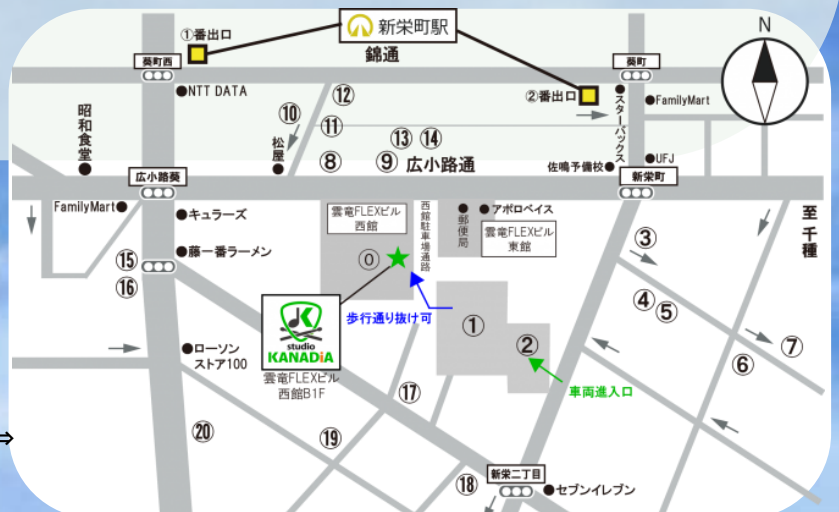 新栄町駅
①番出口
錦通
N
葵町西
葵町
NTT DATA
⑫
②番出口
スターバックス
FamilyMart
昭和食堂
⑩
⑪
松屋
⑬
⑭
⑧
⑨
広小路通
佐鳴予備校
UFJ
広小路葵
新栄町
FamilyMart
キュラーズ
雲竜FLEXビル
西館
西館駐車場通路
郵便局
アポロベイス
雲竜FLEXビル
東館
至千種
藤一番ラーメン
⓪
③
⑮
⑯
④
⑤
歩行通り抜け可
①
②
⑥
⑦
studio
KANADiA
雲竜FLEXビル
西館B1F
ローソン
ストア100
車両進入口
⑰
⇒
⑳
⑲
⑱
新栄二丁目
セブンイレブン